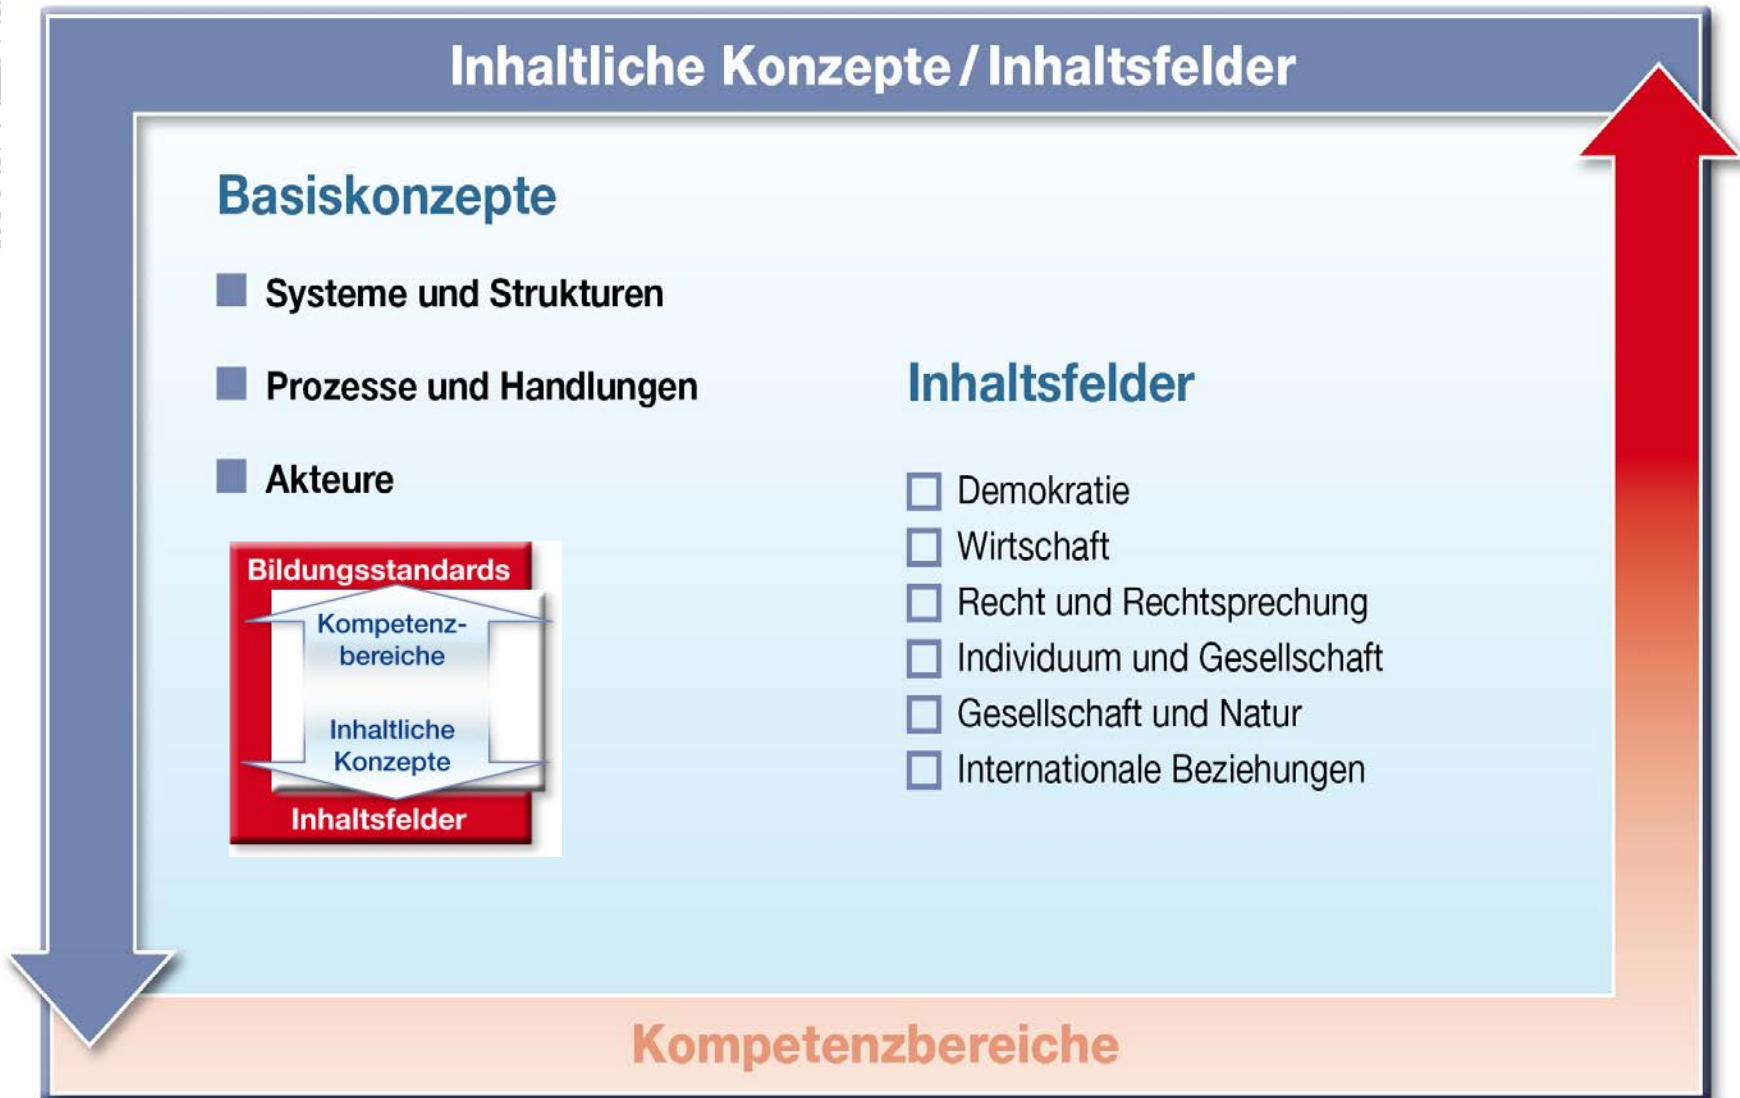 Inhaltliche Konzepte / Inhaltsfelder
Basiskonzepte
Systeme und Strukturen
Prozesse und Handlungen
Akteure
Bildungsstandards
Kompetenz-
bereiche
Inhaltliche
Konzepte
Inhaltsfelder
Inhaltsfelder
Demokratie
Wirtschaft
Recht und Rechtsprechung
Individuum und Gesellschaft
Gesellschaft und Natur
Internationale Beziehungen
Kompetenzbereiche